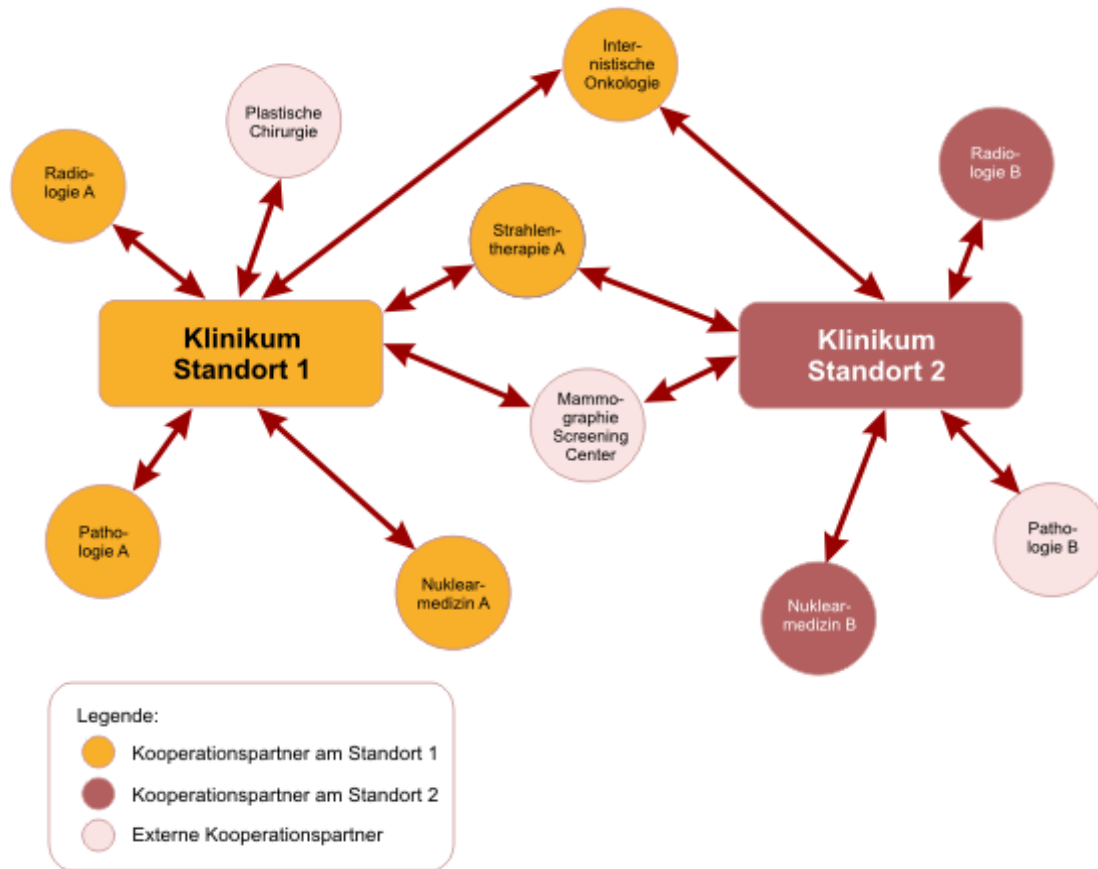 Inter-
nistische
Onkologie
Plastische
Chirurgie
Radio-
logie A
Radio-
logie B
Strahlen-
therapie A
Klinikum
Standort 1
Klinikum
Standort 2
Mammo-
graphie
Screening
Center
Patho-
logie A
Nuklear-
medizin A
Nuklear-
medizin B
Patho-
logie B
Legende:
Kooperationspartner am Standort 1
Kooperationspartner am Standort 2
Externe Kooperationspartner